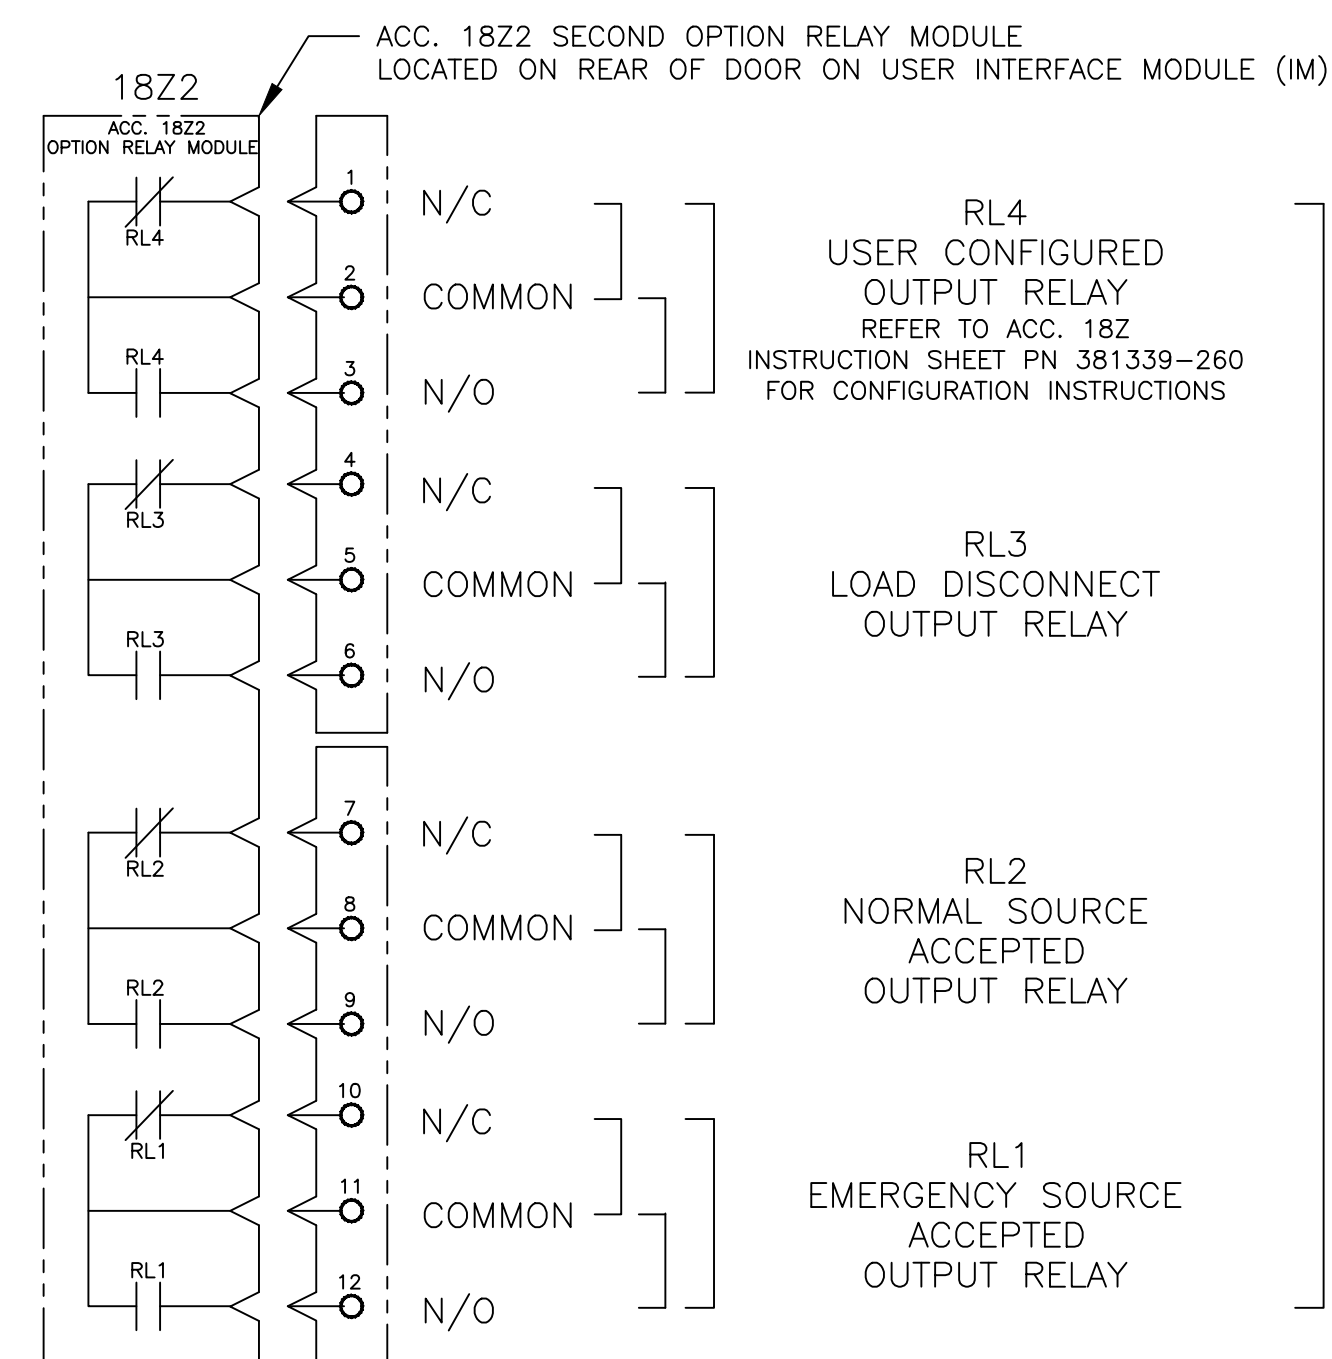 ACC. 18Z2 SECOND OPTION RELAY MODULE
LOCATED ON REAR OF DOOR ON USER INTERFACE MODULE (IM)
18Z2
ACC. 18Z2
OPTION RELAY MODULE
RL4
RL4
RL3
RL3
RL2
RL2
RL1
RL1
1
N/C
2
COMMON
3
N/O
RL4
USER CONFIGURED
OUTPUT RELAY
REFER TO ACC. 18Z
INSTRUCTION SHEET PN 381339-260
FOR CONFIGURATION INSTRUCTIONS
4
N/C
5
COMMON
6
N/O
RL3
LOAD DISCONNECT
OUTPUT RELAY
7
N/C
8
COMMON
9
N/O
RL2
NORMAL SOURCE
ACCEPTED
OUTPUT RELAY
10
N/C
11
COMMON
12
N/O
RL1
EMERGENCY SOURCE
ACCEPTED
OUTPUT RELAY